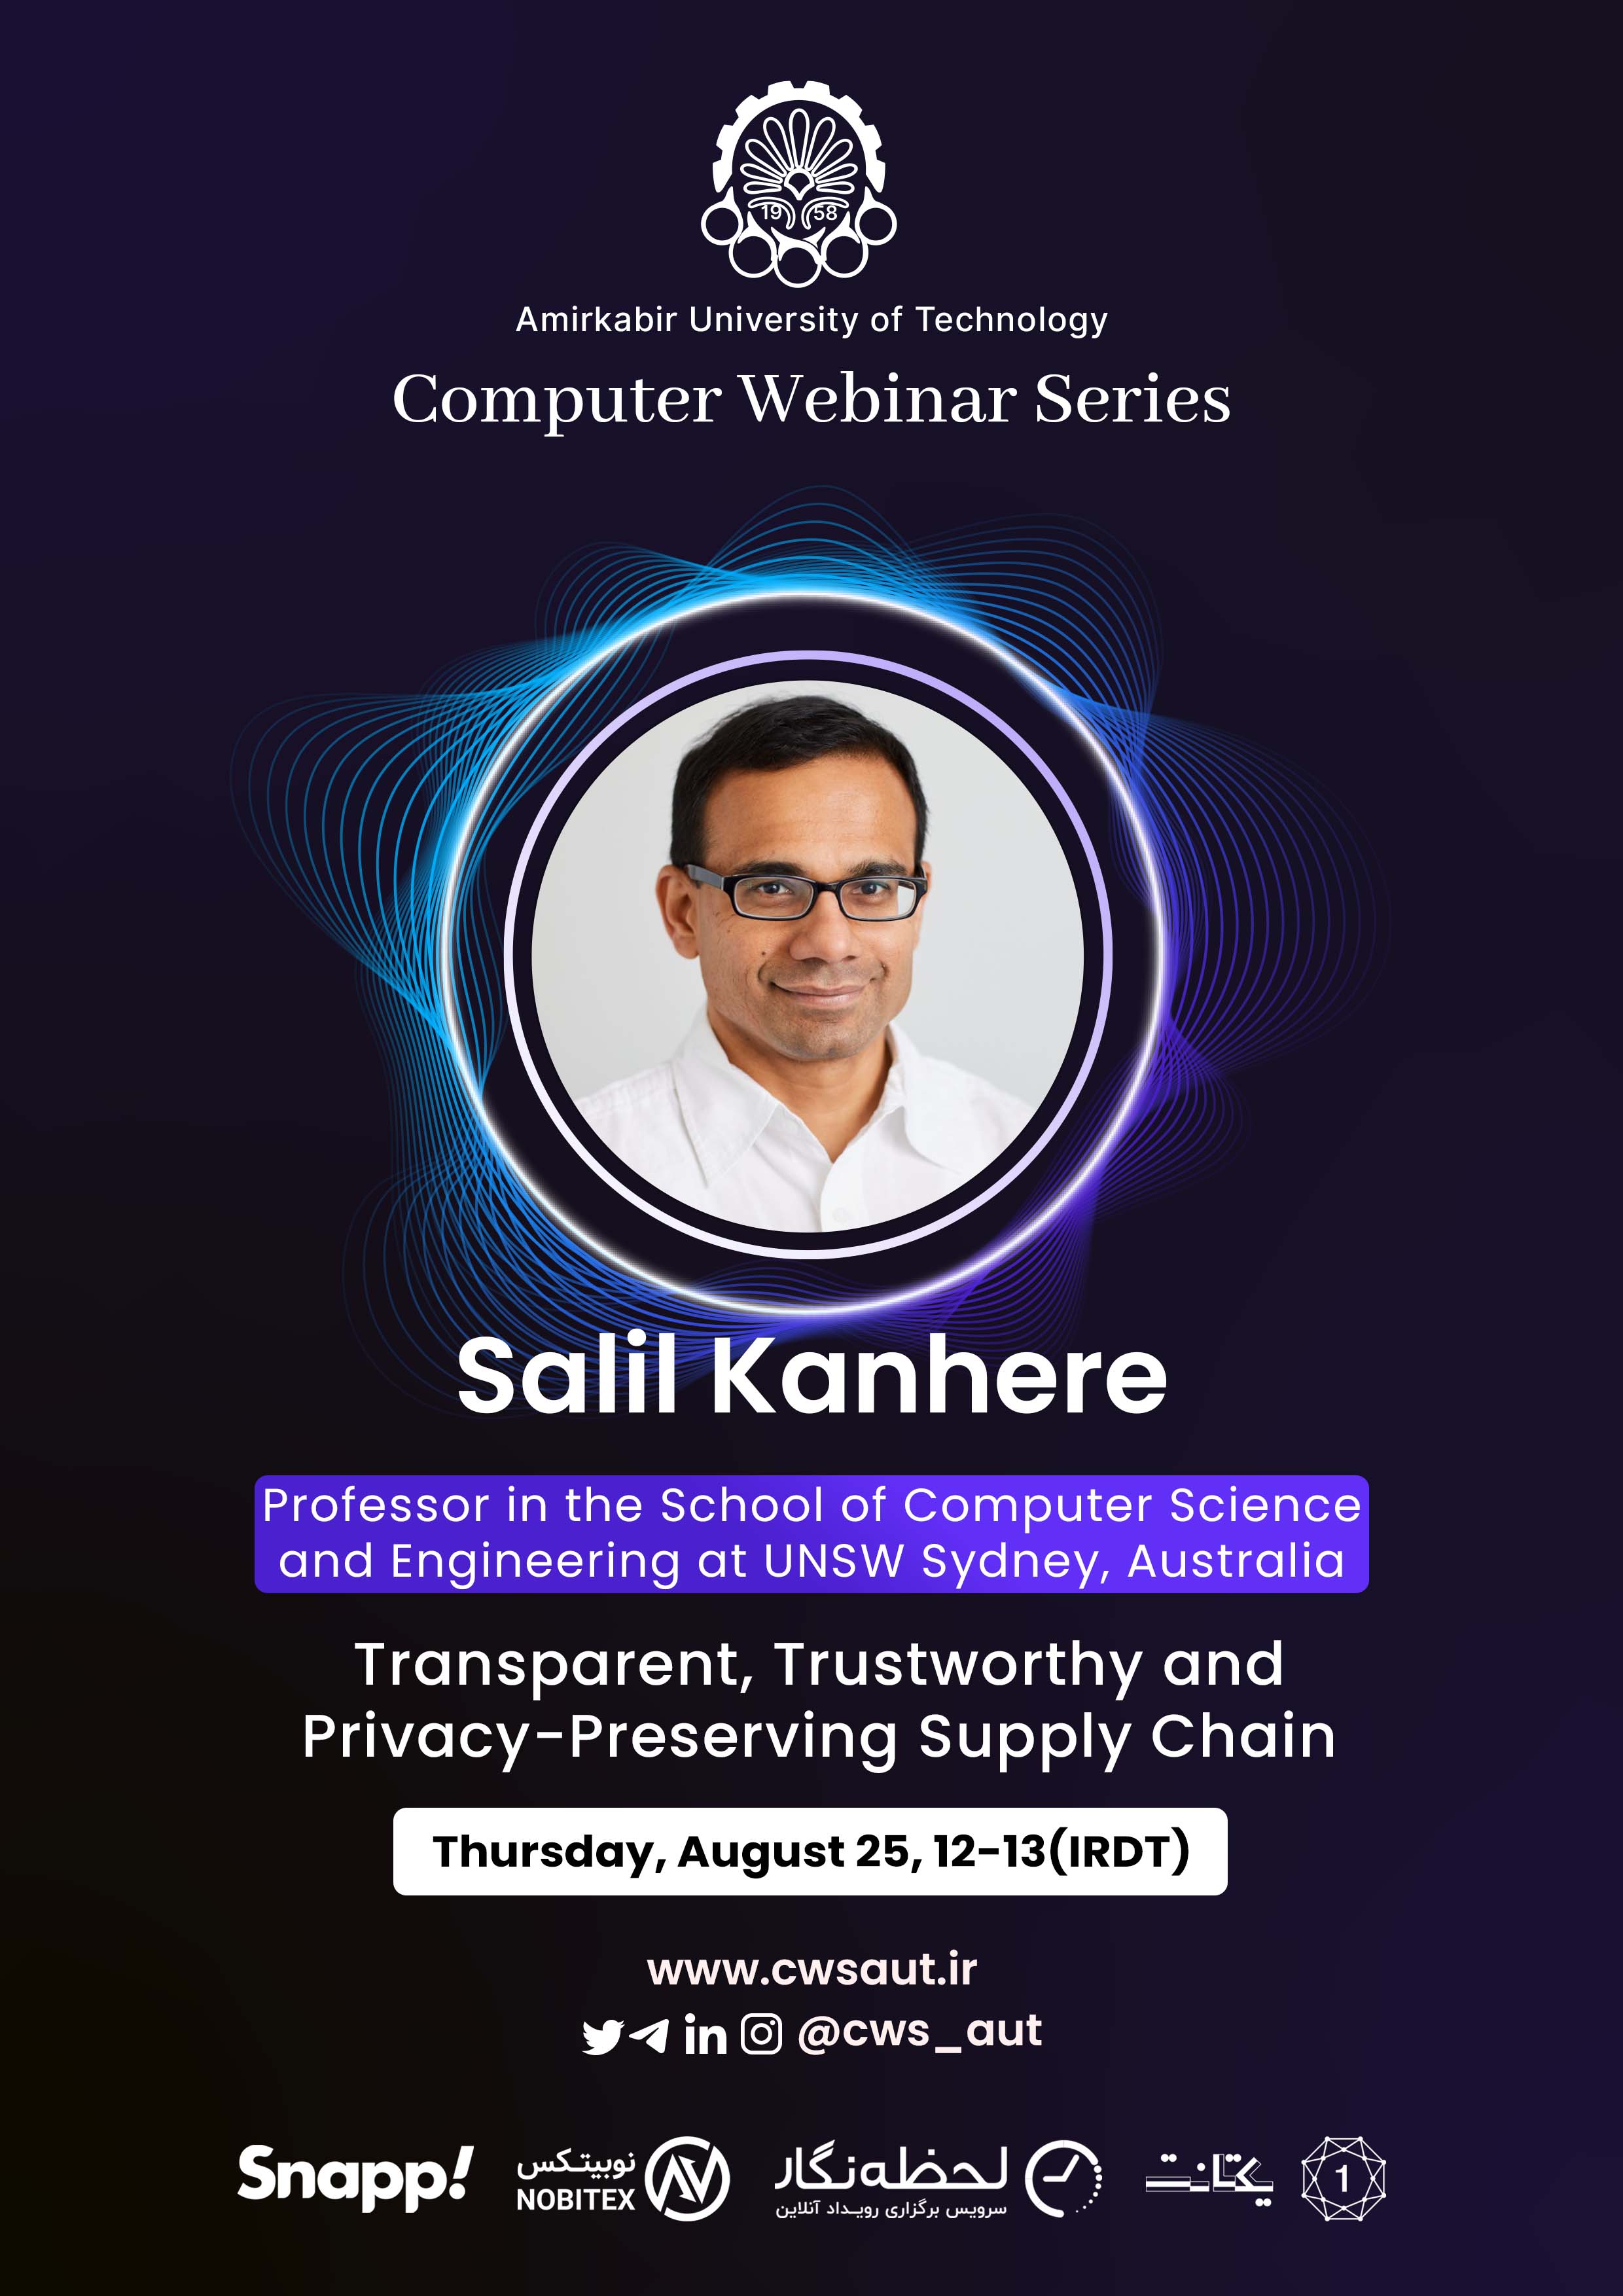 19 58
Amirkabir University of Technology
Computer Webinar Series
Salil Kanhere
Professor in the School of Computer Science
and Engineering at UNSW Sydney, Australia
Transparent, Trustworthy and
Privacy-Preserving Supply Chain
Thursday, August 25, 12-13(IRDT)
www.cwsaut.ir
in @cws_aut
Snapp!
نوبیتکس
NOBITEX
لحظه‌نگار
سرویس برگزاری رویداد آنلاین
یکتانت
1